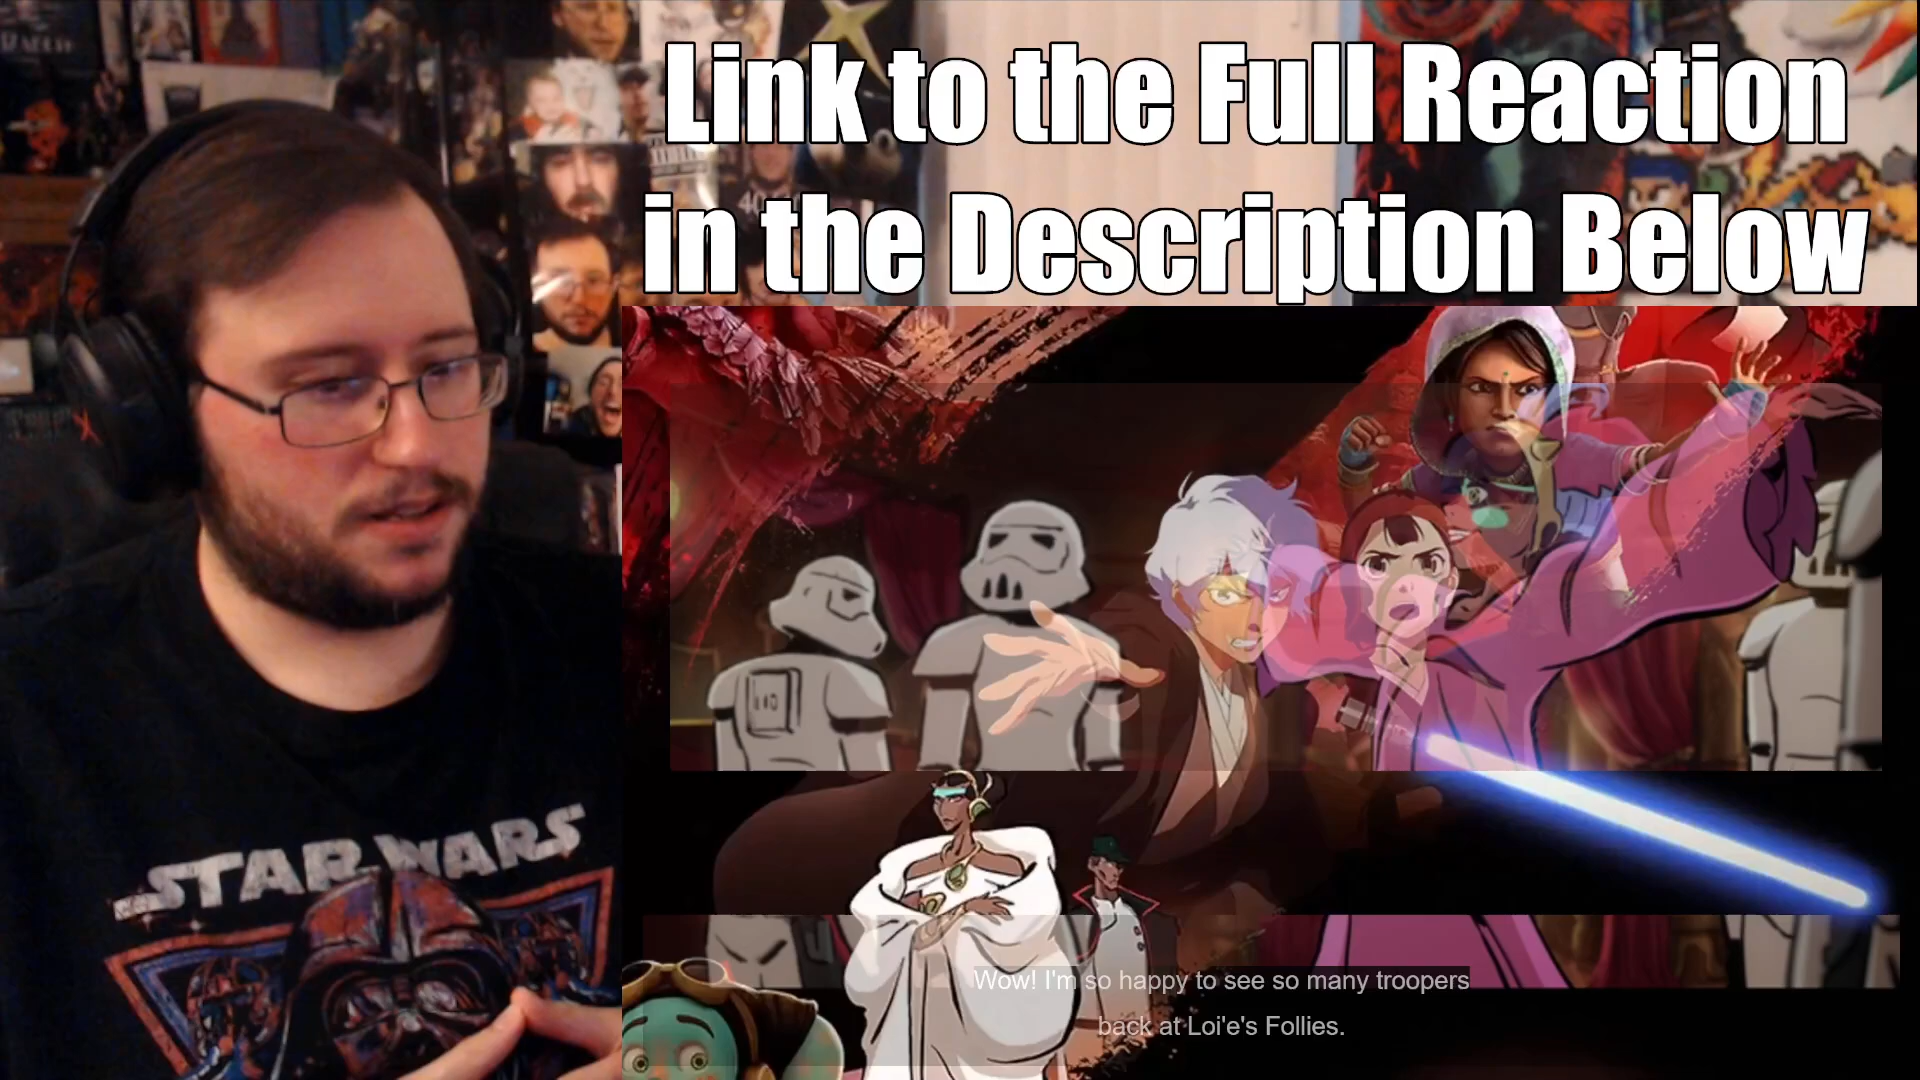 Link to the Full Reaction
in the Description Below
STAR WARS
Wow! I'm so happy to see so many troopers
back at Loi'e's Follies.